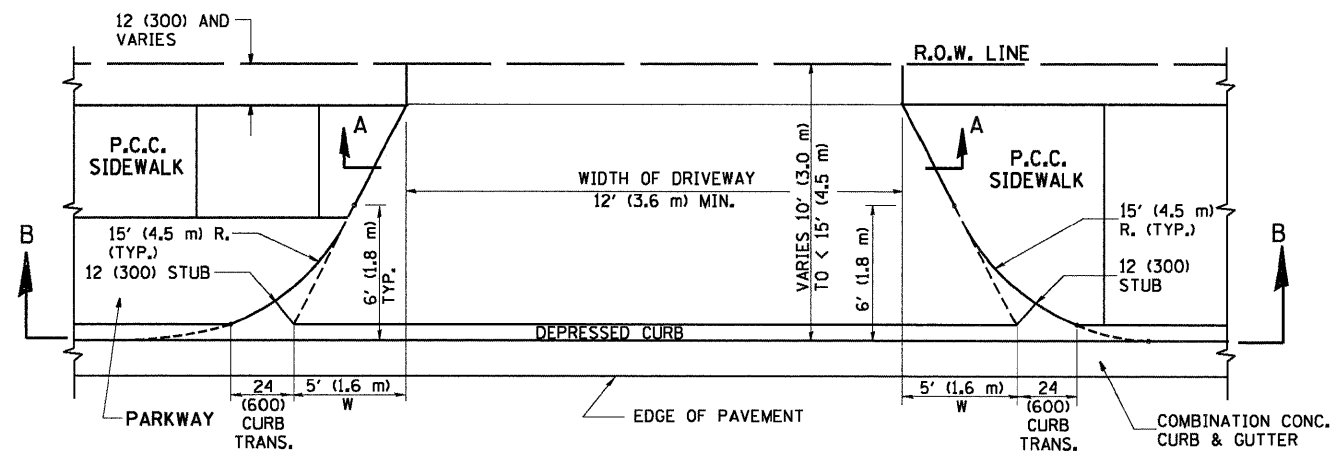 12 (300) AND
VARIES
R.O.W. LINE
A
A
P.C.C.
SIDEWALK
P.C.C.
SIDEWALK
WIDTH OF DRIVEWAY
12' (3.6 m) MIN.
VARIES 10' (3.0 m)
TO < 15' (4.5 m)
15' (4.5 m) R.
(TYP.)
12 (300) STUB
6' (1.8 m)
TYP.
6' (1.8 m)
15' (4.5 m)
R. (TYP.)
12 (300)
STUB
B
B
DEPRESSED CURB
PARKWAY
24
(600)
CURB
TRANS.
5' (1.6 m)
W
EDGE OF PAVEMENT
5' (1.6 m)
W
24
(600)
CURB
TRANS.
COMBINATION CONC.
CURB & GUTTER